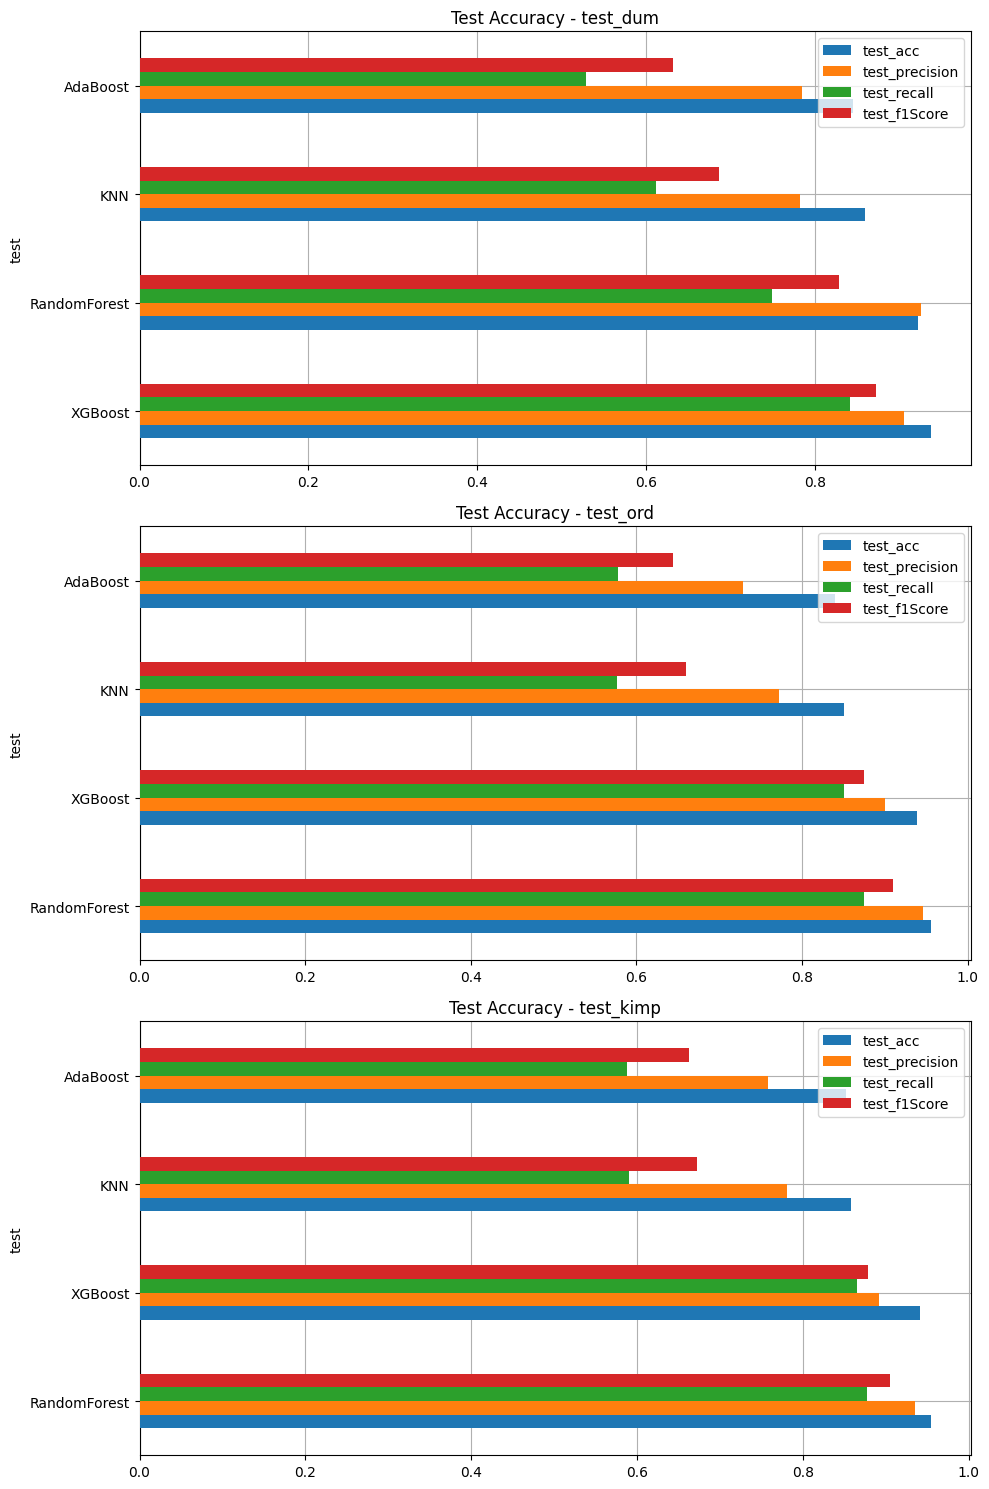 Test Accuracy - test_dum
test_acc
test_precision
test_recall
test_f1Score
AdaBoost
KNN
RandomForest
XGBoost
test
0.0 0.2 0.4 0.6 0.8
Test Accuracy - test_ord
test_acc
test_precision
test_recall
test_f1Score
AdaBoost
KNN
XGBoost
RandomForest
test
0.0 0.2 0.4 0.6 0.8 1.0
Test Accuracy - test_kimp
test_acc
test_precision
test_recall
test_f1Score
AdaBoost
KNN
XGBoost
RandomForest
test
0.0 0.2 0.4 0.6 0.8 1.0